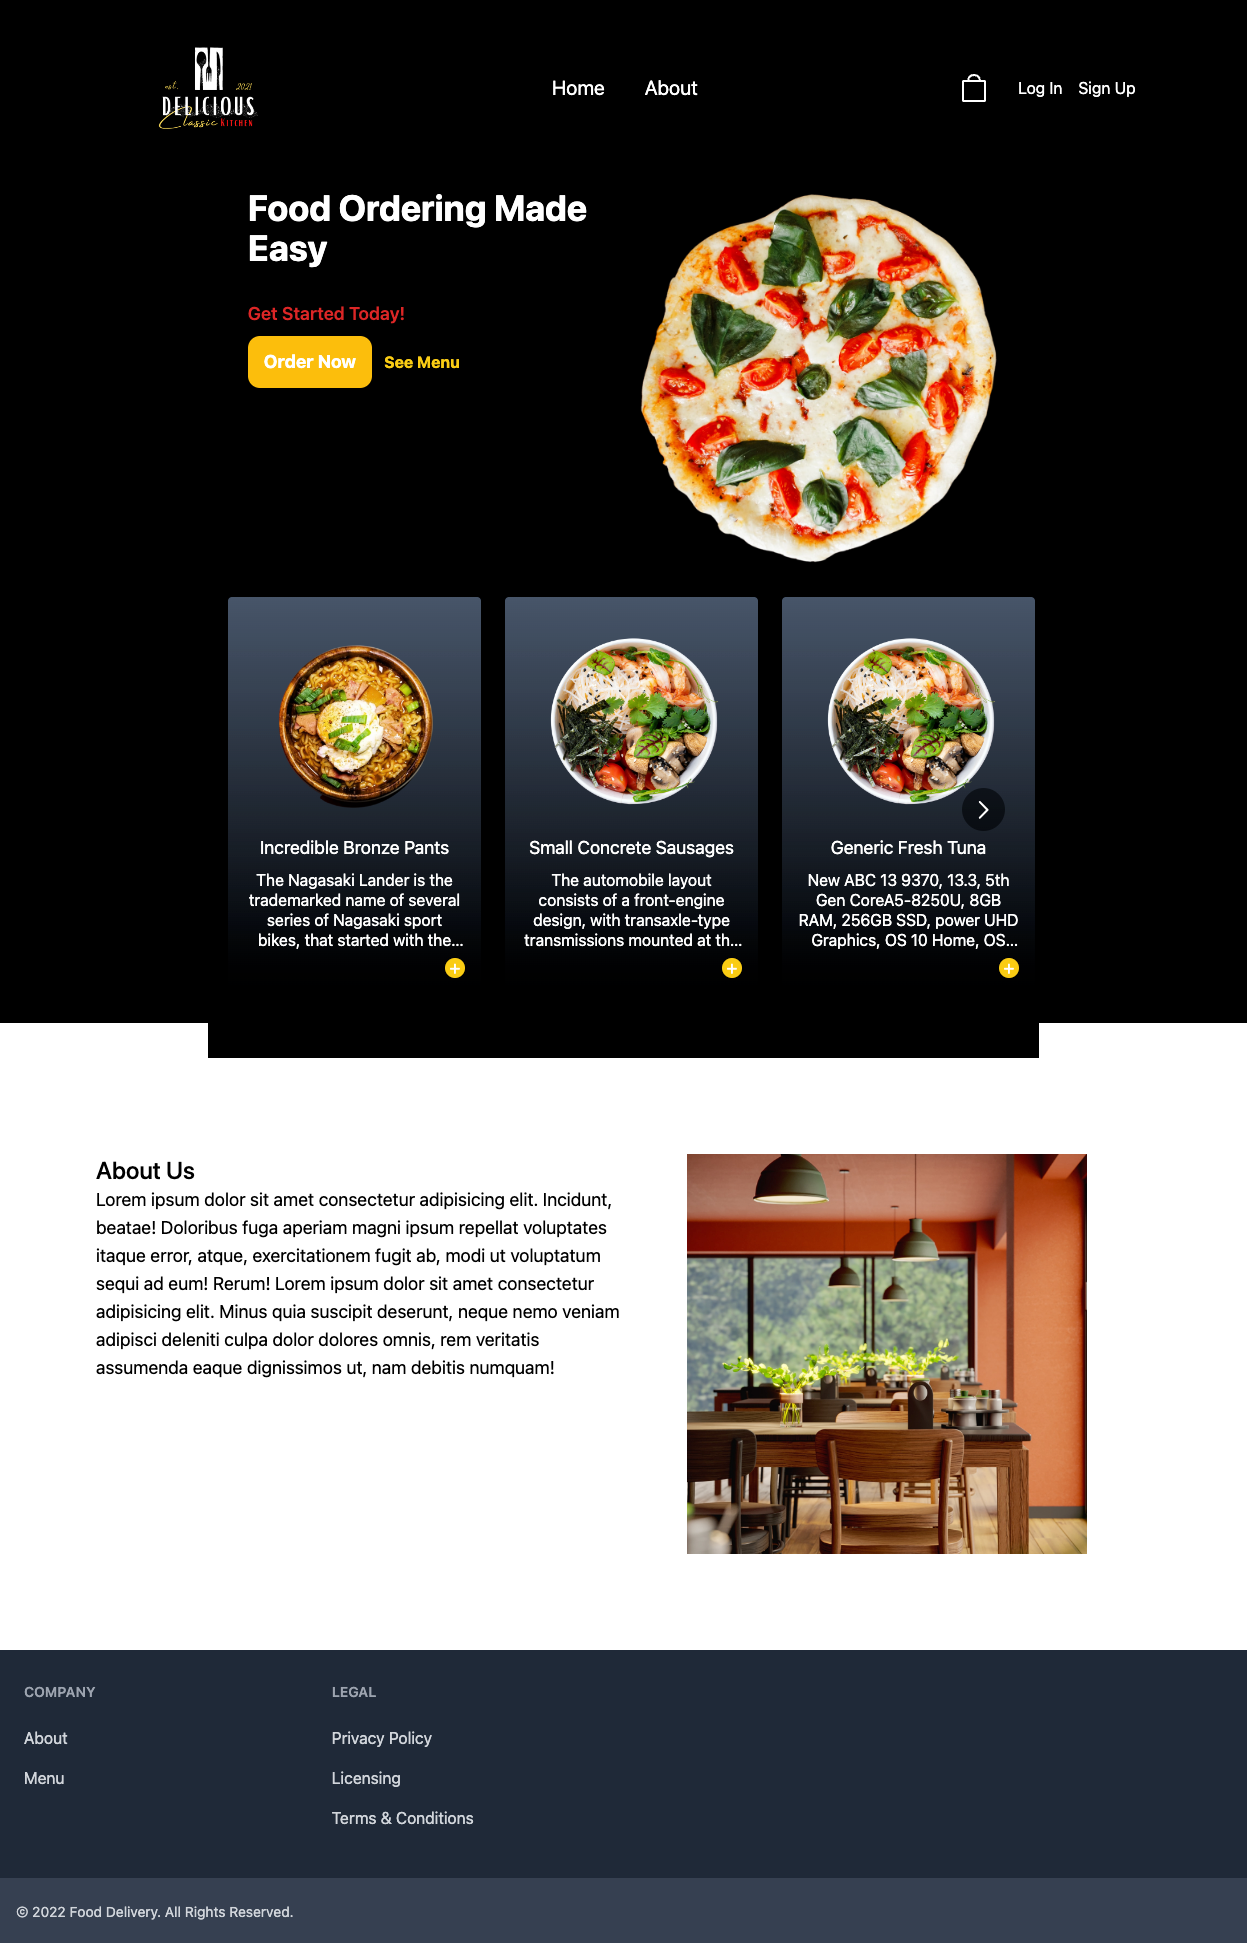 est. 2021
DELICIOUS
Classic KITCHEN
Home About
Log In Sign Up
Food Ordering Made
Easy
Get Started Today!
Order Now See Menu
Incredible Bronze Pants
The Nagasaki Lander is the
trademarked name of several
series of Nagasaki sport
bikes, that started with the...
Small Concrete Sausages
The automobile layout
consists of a front-engine
design, with transaxle-type
transmissions mounted at th...
Generic Fresh Tuna
New ABC 13 9370, 13.3, 5th
Gen CoreA5-8250U, 8GB
RAM, 256GB SSD, power UHD
Graphics, OS 10 Home, OS...
About Us
Lorem ipsum dolor sit amet consectetur adipisicing elit. Incidunt,
beatae! Doloribus fuga aperiam magni ipsum repellat voluptates
itaque error, atque, exercitationem fugit ab, modi ut voluptatum
sequi ad eum! Rerum! Lorem ipsum dolor sit amet consectetur
adipisicing elit. Minus quia suscipit deserunt, neque nemo veniam
adipisci deleniti culpa dolor dolores omnis, rem veritatis
assumenda eaque dignissimos ut, nam debitis numquam!
COMPANY
About
Menu
LEGAL
Privacy Policy
Licensing
Terms & Conditions
© 2022 Food Delivery. All Rights Reserved.